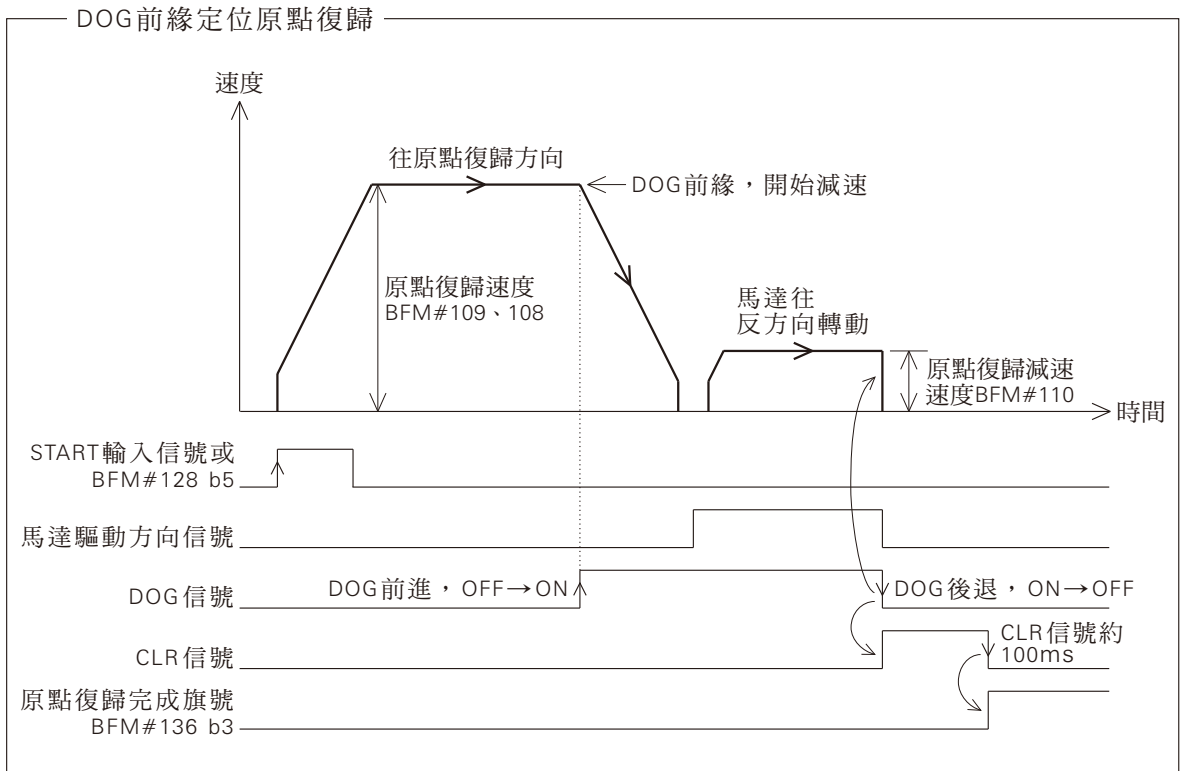 DOG前緣定位原點復歸
速度
往原點復歸方向
DOG前緣，開始減速
原點復歸速度
BFM#109、108
馬達往
反方向轉動
原點復歸減速
速度BFM#110
時間
START輸入信號或
BFM#128 b5
馬達驅動方向信號
DOG信號
DOG前進，OFF→ON
DOG後退，ON→OFF
CLR信號
CLR信號約
100ms
原點復歸完成旗號
BFM#136 b3